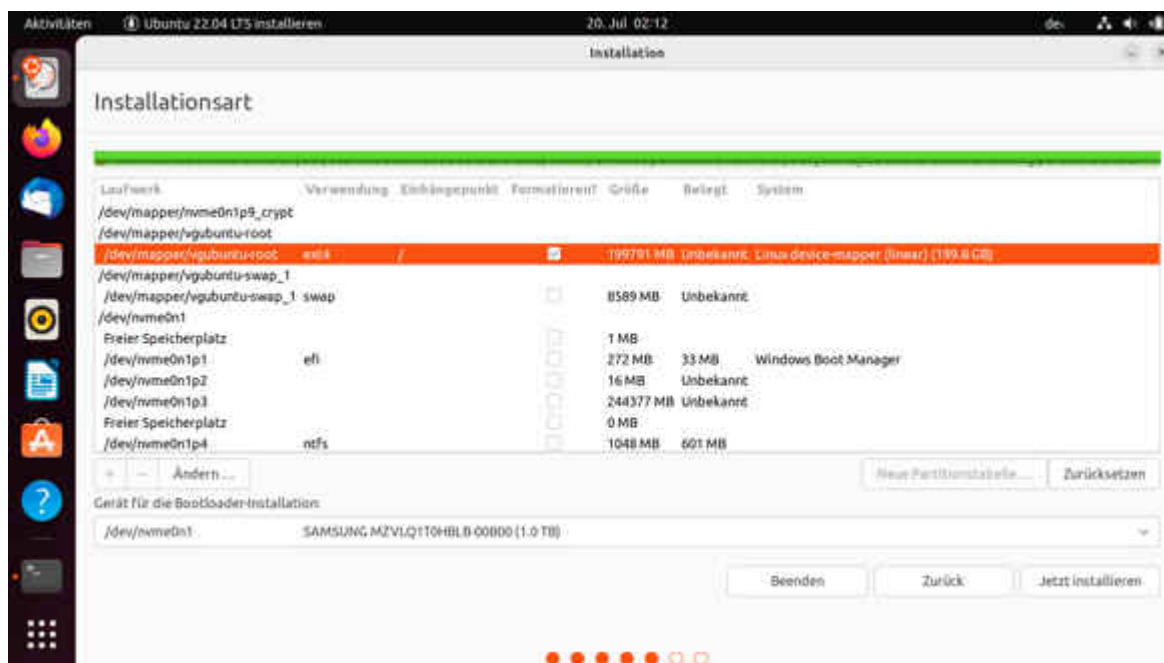 Aktivitäten Ubuntu 22.04 LTS installieren 20. Jul 02:12 de
Installation
Installationsart
Laufwerk Verwendung Einhängepunkt Formatieren? Größe Belegt System
/dev/mapper/nvme0n1p9_crypt
/dev/mapper/vgubuntu-root
/dev/mapper/vgubuntu-root ext4 / 199791 MB Unbekannt Linux device-mapper (linear) (199.8 GB)
/dev/mapper/vgubuntu-swap_1
/dev/mapper/vgubuntu-swap_1 swap 8589 MB Unbekannt
/dev/nvme0n1
Freier Speicherplatz 1 MB
/dev/nvme0n1p1 efi 272 MB 33 MB Windows Boot Manager
/dev/nvme0n1p2 16 MB Unbekannt
/dev/nvme0n1p3 244377 MB Unbekannt
Freier Speicherplatz 0 MB
/dev/nvme0n1p4 ntfs 1048 MB 601 MB
+ - Ändern ... Neue Partitionstabelle ... Zurücksetzen
Gerät für die Bootloader-Installation:
/dev/nvme0n1 SAMSUNG MZVLQ1T0HBLB-00B00 (1.0 TB)
Beenden Zurück Jetzt installieren